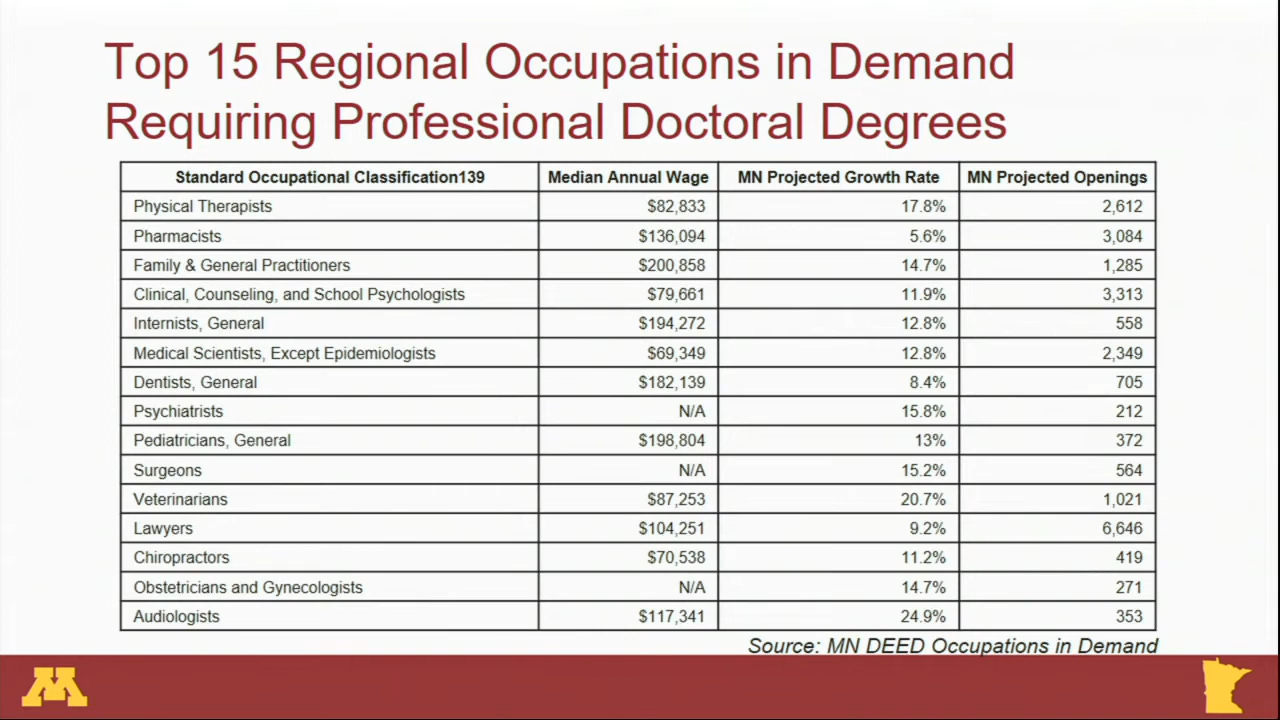 Top 15 Regional Occupations in Demand
Requiring Professional Doctoral Degrees
Standard Occupational Classification139 Median Annual Wage MN Projected Growth Rate MN Projected Openings
Physical Therapists $82,833 17.8% 2,612
Pharmacists $136,094 5.6% 3,084
Family & General Practitioners $200,858 14.7% 1,285
Clinical, Counseling, and School Psychologists $79,661 11.9% 3,313
Internists, General $194,272 12.8% 558
Medical Scientists, Except Epidemiologists $69,349 12.8% 2,349
Dentists, General $182,139 8.4% 705
Psychiatrists N/A 15.8% 212
Pediatricians, General $198,804 13% 372
Surgeons N/A 15.2% 564
Veterinarians $87,253 20.7% 1,021
Lawyers $104,251 9.2% 6,646
Chiropractors $70,538 11.2% 419
Obstetricians and Gynecologists N/A 14.7% 271
Audiologists $117,341 24.9% 353
Source: MN DEED Occupations in Demand
M